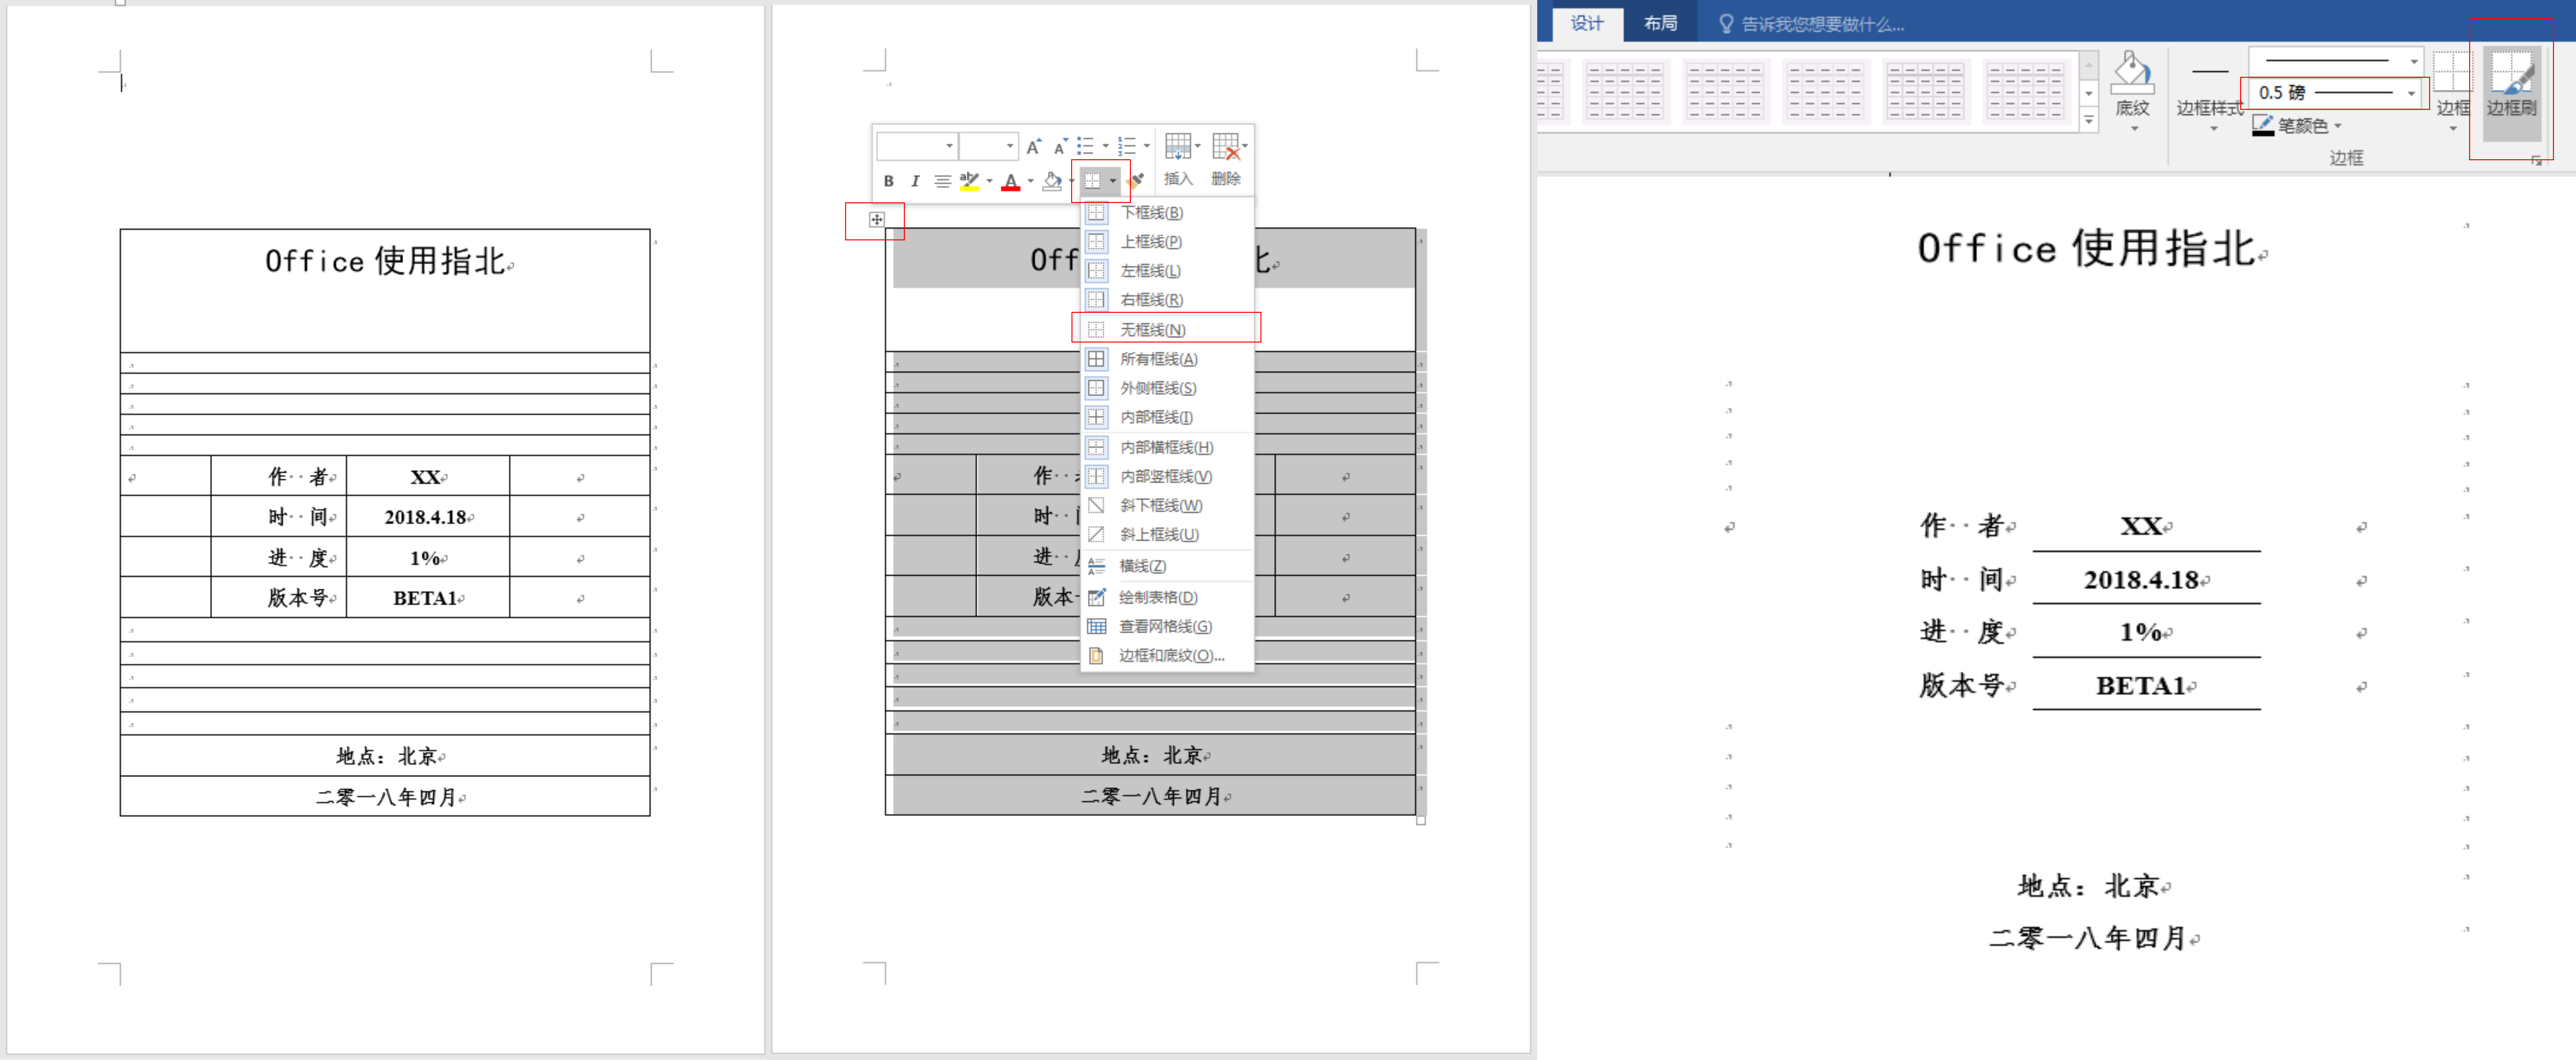 Office 使用指北
作 者
XX
时 间
2018.4.18
进 度
1%
版本号
BETA1
地点：北京
二零一八年四月
B I A 插入 删除
下框线(B)
上框线(P)
左框线(L)
右框线(R)
无框线(N)
所有框线(A)
外侧框线(S)
内部框线(I)
内部横框线(H)
内部竖框线(V)
斜下框线(W)
斜上框线(U)
横线(Z)
绘制表格(D)
查看网格线(G)
边框和底纹(O)...
Off
北
作
时
进
版本
地点：北京
二零一八年四月
设计 布局 告诉我您想要做什么...
0.5 磅
底纹 边框样式 笔颜色 边框 边框刷
边框
Office 使用指北
作 者 XX
时 间 2018.4.18
进 度 1%
版本号 BETA1
地点：北京
二零一八年四月